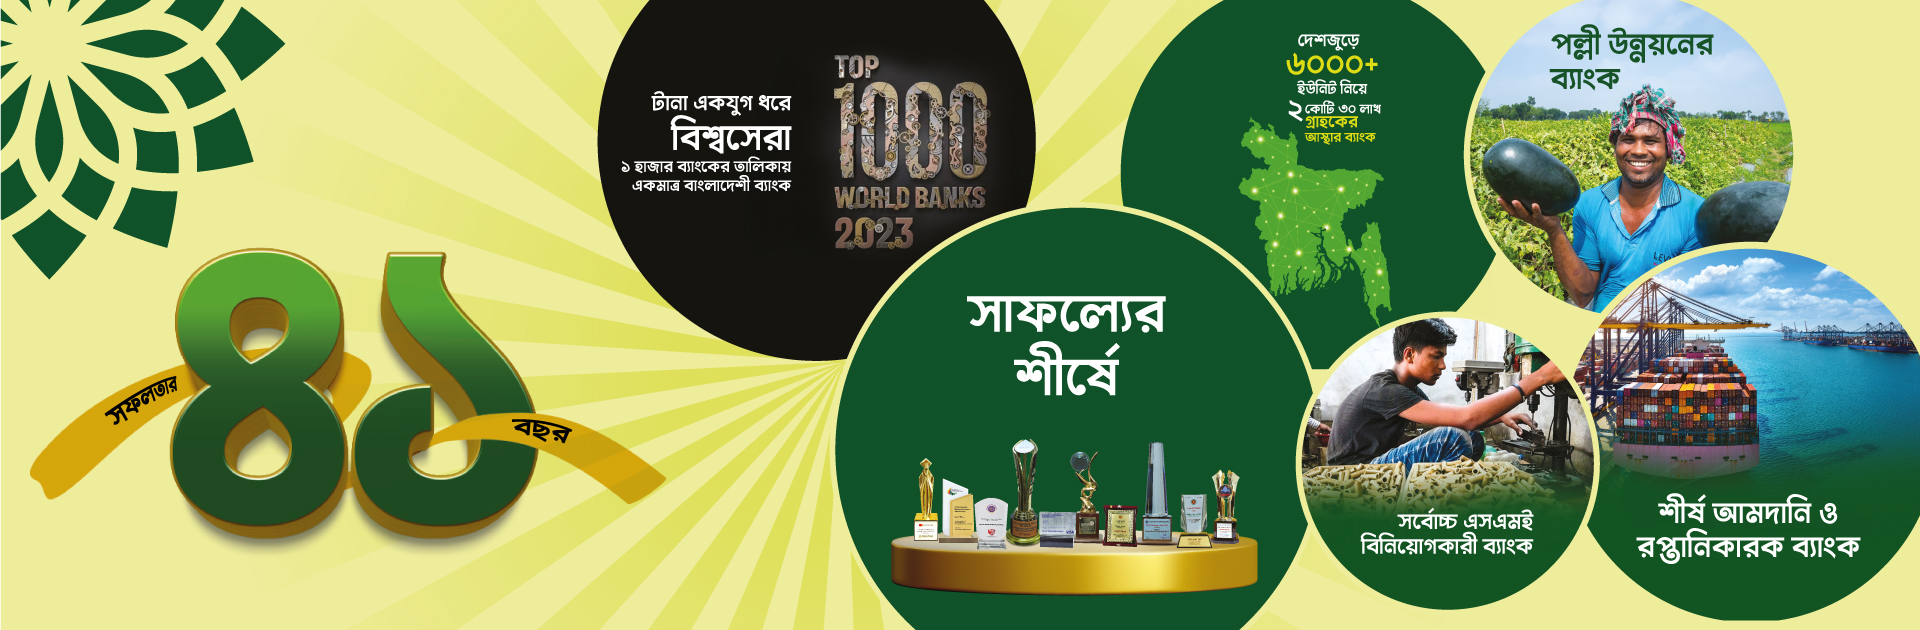 ৪১
সফলতার
বছর
টানা একযুগ ধরে
বিশ্বসেরা
১ হাজার ব্যাংকের তালিকায়
একমাত্র বাংলাদেশী ব্যাংক
TOP
1000
WORLD BANKS
2023
সাফল্যের
শীর্ষে
দেশজুড়ে
৬০০০+
ইউনিট নিয়ে
২ কোটি ৩০ লাখ
গ্রাহকের
আস্থার ব্যাংক
পল্লী উন্নয়নের
ব্যাংক
সর্বোচ্চ এসএমই
বিনিয়োগকারী ব্যাংক
শীর্ষ আমদানি ও
রপ্তানিকারক ব্যাংক